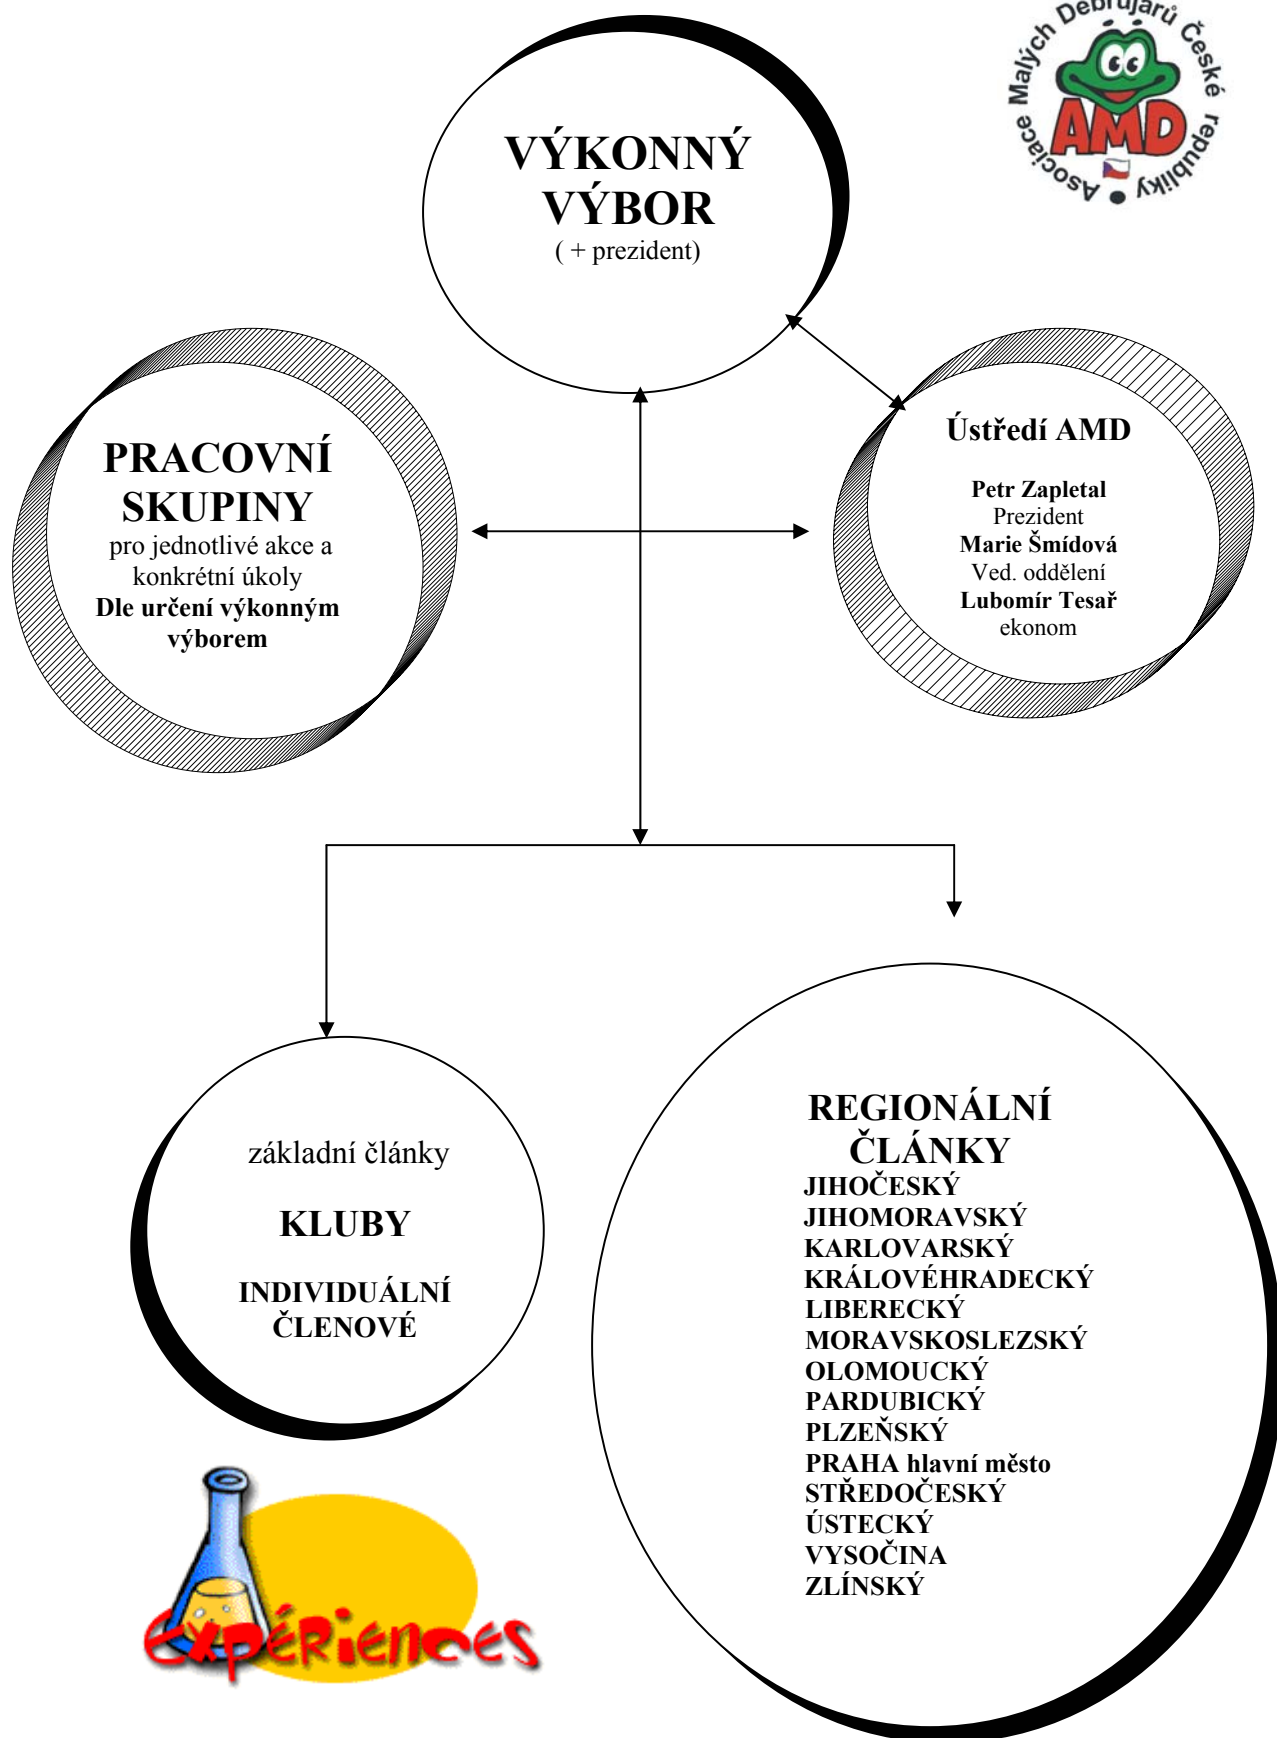 Asociace Malých Debrujárů České republiky
AMD
VÝKONNÝ
VÝBOR
( + prezident)
PRACOVNÍ
SKUPINY
pro jednotlivé akce a
konkrétní úkoly
Dle určení výkonným
výborem
Ústředí AMD
Petr Zapletal
Prezident
Marie Šmídová
Ved. oddělení
Lubomír Tesař
ekonom
základní články
KLUBY
INDIVIDUÁLNÍ
ČLENOVÉ
REGIONÁLNÍ
ČLÁNKY
JIHOČESKÝ
JIHOMORAVSKÝ
KARLOVARSKÝ
KRÁLOVÉHRADECKÝ
LIBERECKÝ
MORAVSKOSLEZSKÝ
OLOMOUCKÝ
PARDUBICKÝ
PLZEŇSKÝ
PRAHA hlavní město
STŘEDOČESKÝ
ÚSTECKÝ
VYSOČINA
ZLÍNSKÝ
EXPÉRiENCES